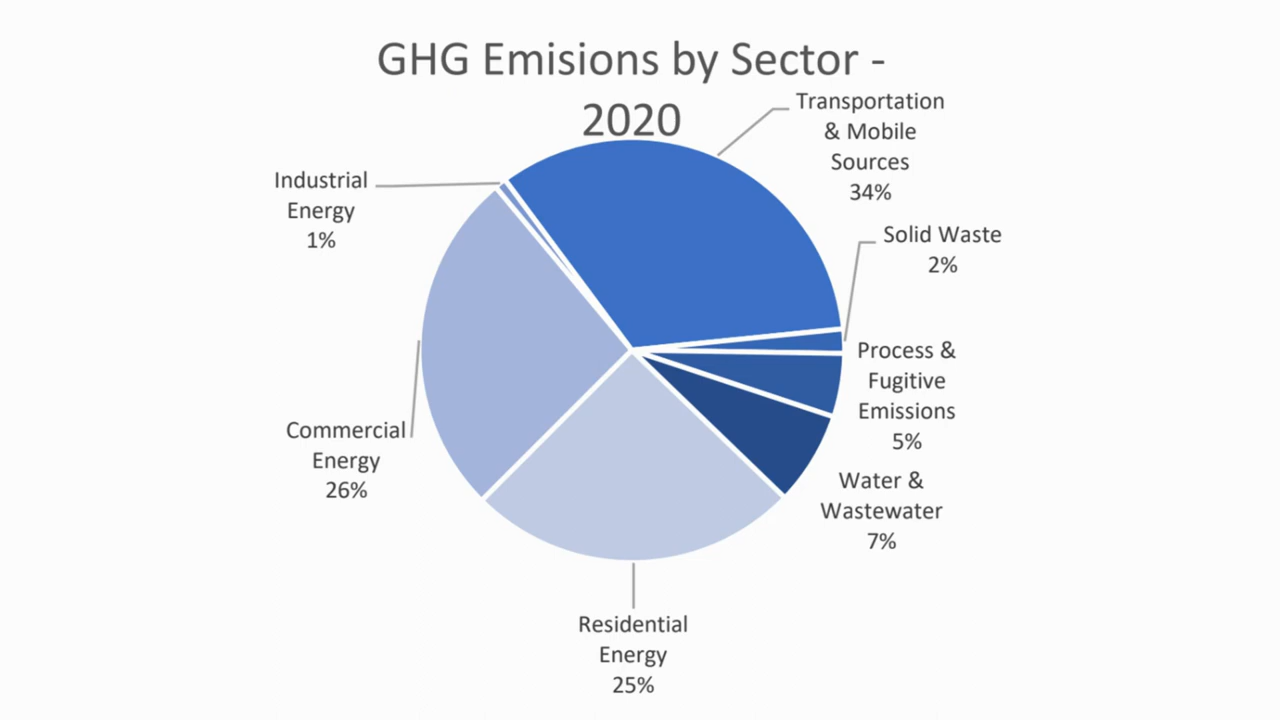 GHG Emisions by Sector -
2020
Transportation
& Mobile
Sources
34%
Solid Waste
2%
Process &
Fugitive
Emissions
5%
Water &
Wastewater
7%
Residential
Energy
25%
Commercial
Energy
26%
Industrial
Energy
1%